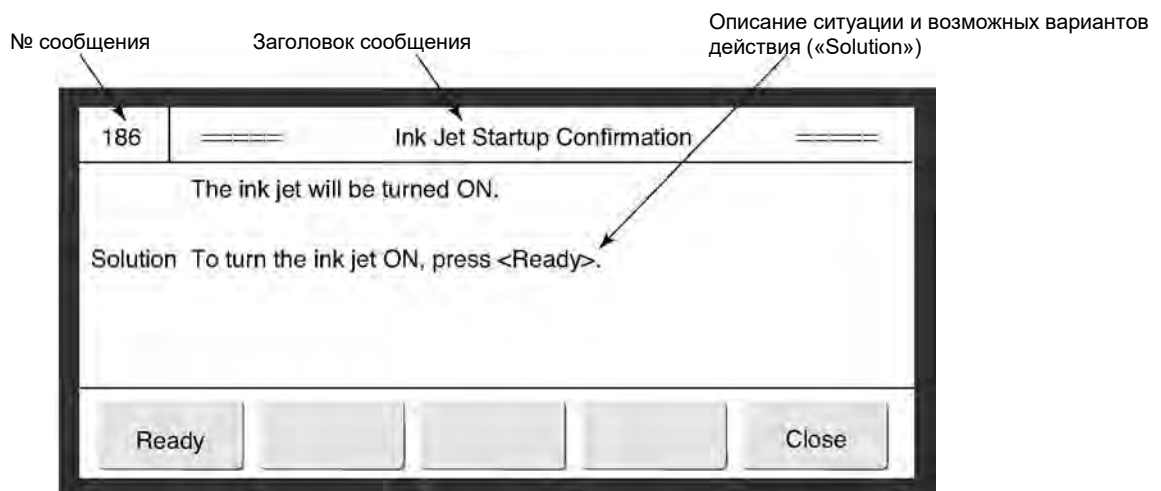 Описание ситуации и возможных вариантов
действия («Solution»)
№ сообщения
Заголовок сообщения
186
Ink Jet Startup Confirmation
The ink jet will be turned ON.
Solution To turn the ink jet ON, press <Ready>.
Ready
Close